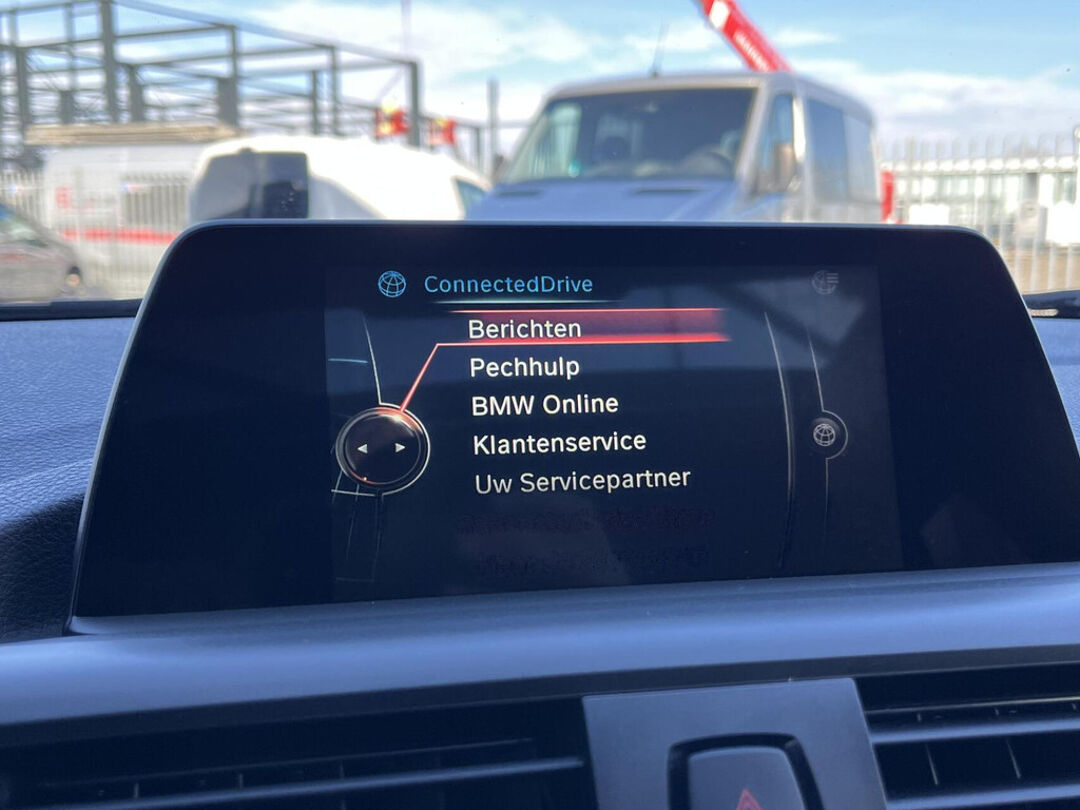 ConnectedDrive
Berichten
Pechhulp
BMW Online
Klantenservice
Uw Servicepartner